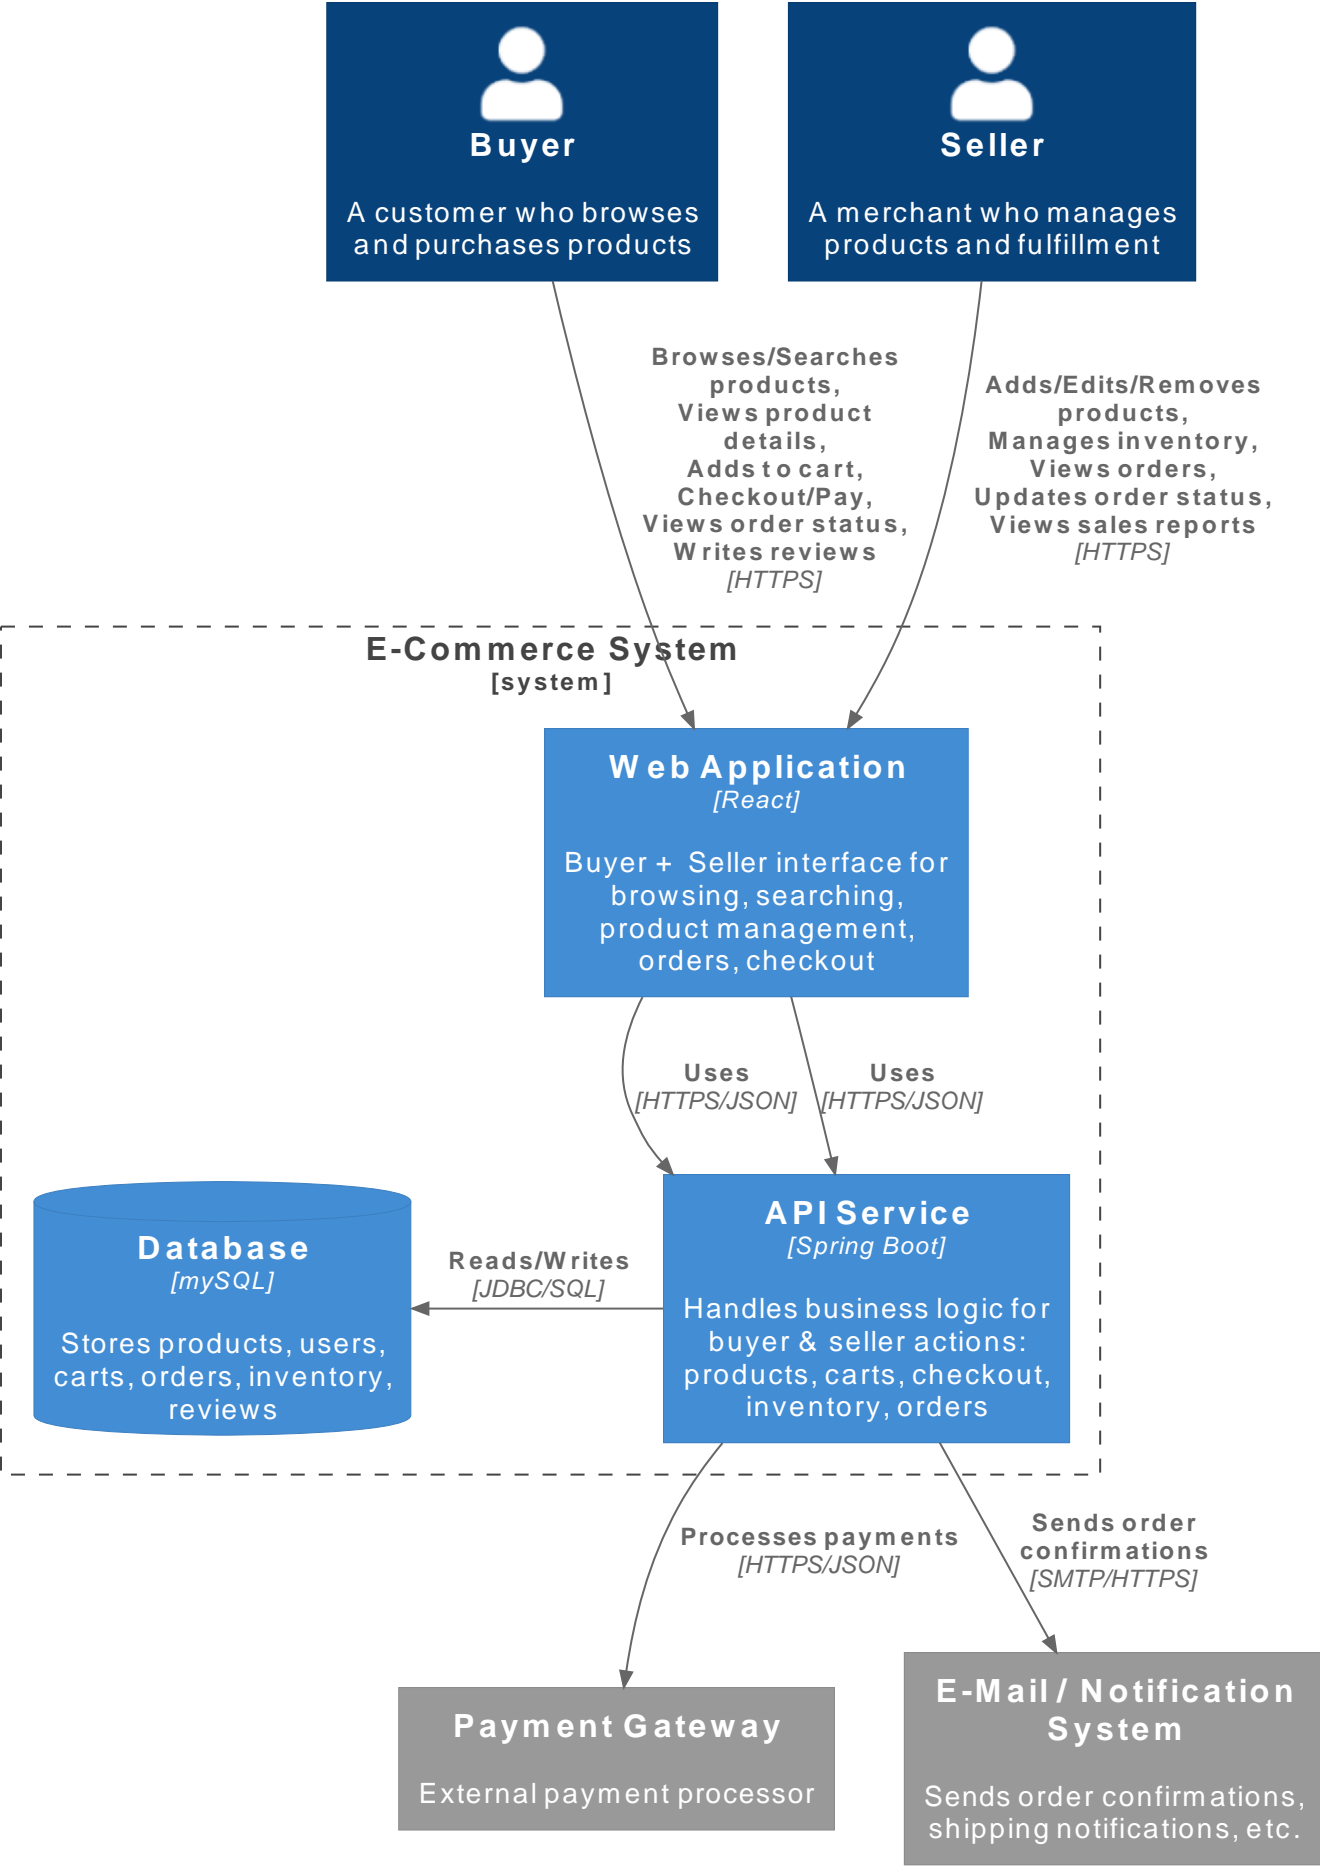 Buyer
A customer who browses
and purchases products
Seller
A merchant who manages
products and fulfillment
Browses/Searches
products,
Views product
details,
Adds to cart,
Checkout/Pay,
Views order status,
Writes reviews
[HTTPS]
Adds/Edits/Removes
products,
Manages inventory,
Views orders,
Updates order status,
Views sales reports
[HTTPS]
E-Commerce System
[system]
Web Application
[React]
Buyer + Seller interface for
browsing, searching,
product management,
orders, checkout
Uses
[HTTPS/JSON]
Uses
[HTTPS/JSON]
Database
[mySQL]
Stores products, users,
carts, orders, inventory,
reviews
Reads/Writes
[JDBC/SQL]
API Service
[Spring Boot]
Handles business logic for
buyer & seller actions:
products, carts, checkout,
inventory, orders
Processes payments
[HTTPS/JSON]
Sends order
confirmations
[SMTP/HTTPS]
Payment Gateway
External payment processor
E-Mail / Notification
System
Sends order confirmations,
shipping notifications, etc.